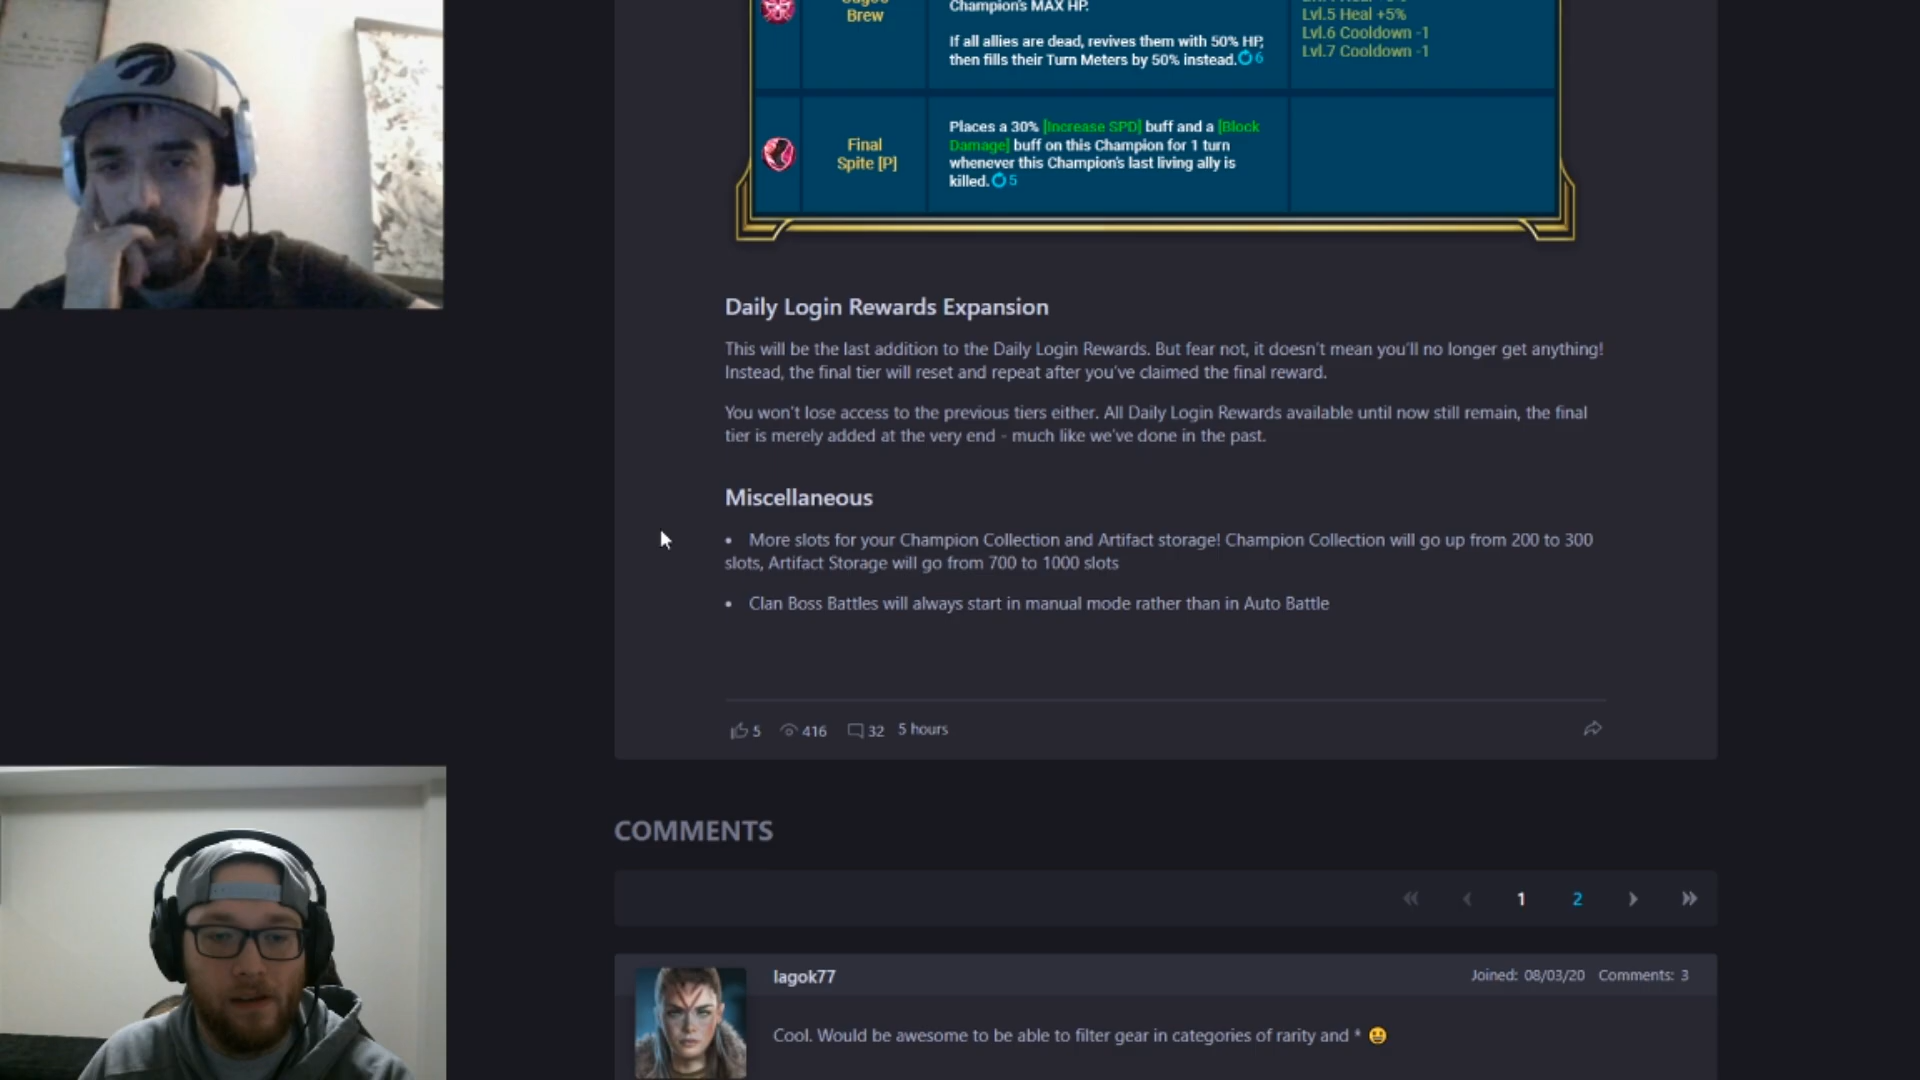 Brew
Champion's MAX HP.
If all allies are dead, revives them with 50% HP,
then fills their Turn Meters by 50% instead. 6
Lvl.5 Heal +5%
Lvl.6 Cooldown -1
Lvl.7 Cooldown -1
Final
Spite [P]
Places a 30% [Increase SPD] buff and a [Block
Damage] buff on this Champion for 1 turn
whenever this Champion's last living ally is
killed. 5
Daily Login Rewards Expansion
This will be the last addition to the Daily Login Rewards. But fear not, it doesn't mean you'll no longer get anything!
Instead, the final tier will reset and repeat after you've claimed the final reward.
You won't lose access to the previous tiers either. All Daily Login Rewards available until now still remain, the final
tier is merely added at the very end - much like we've done in the past.
Miscellaneous
• More slots for your Champion Collection and Artifact storage! Champion Collection will go up from 200 to 300
slots, Artifact Storage will go from 700 to 1000 slots
• Clan Boss Battles will always start in manual mode rather than in Auto Battle
5 416 32 5 hours
COMMENTS
« ‹ 1 2 › »
lagok77
Joined: 08/03/20 Comments: 3
Cool. Would be awesome to be able to filter gear in categories of rarity and * 😀